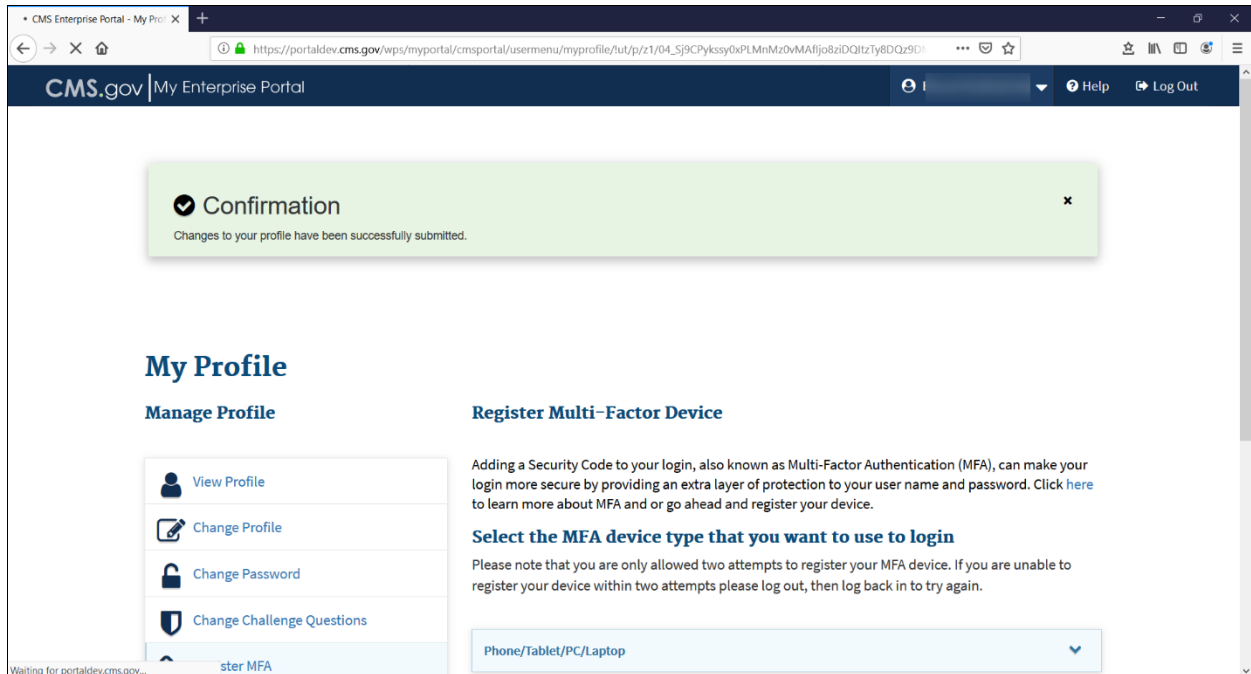 CMS Enterprise Portal - My Prof
https://portaldev.cms.gov/wps/myportal/cmsportal/usermenu/myprofile/!ut/p/z1/
CMS.gov My Enterprise Portal
Help
Log Out
Confirmation
Changes to your profile have been successfully submitted.
My Profile
Manage Profile
Register Multi-Factor Device
View Profile
Change Profile
Change Password
Change Challenge Questions
ster MFA
Adding a Security Code to your login, also known as Multi-Factor Authentication (MFA), can make your
login more secure by providing an extra layer of protection to your user name and password. Click here
to learn more about MFA and or go ahead and register your device.
Select the MFA device type that you want to use to login
Please note that you are only allowed two attempts to register your MFA device. If you are unable to
register your device within two attempts please log out, then log back in to try again.
Phone/Tablet/PC/Laptop
Waiting for portaldev.cms.gov...